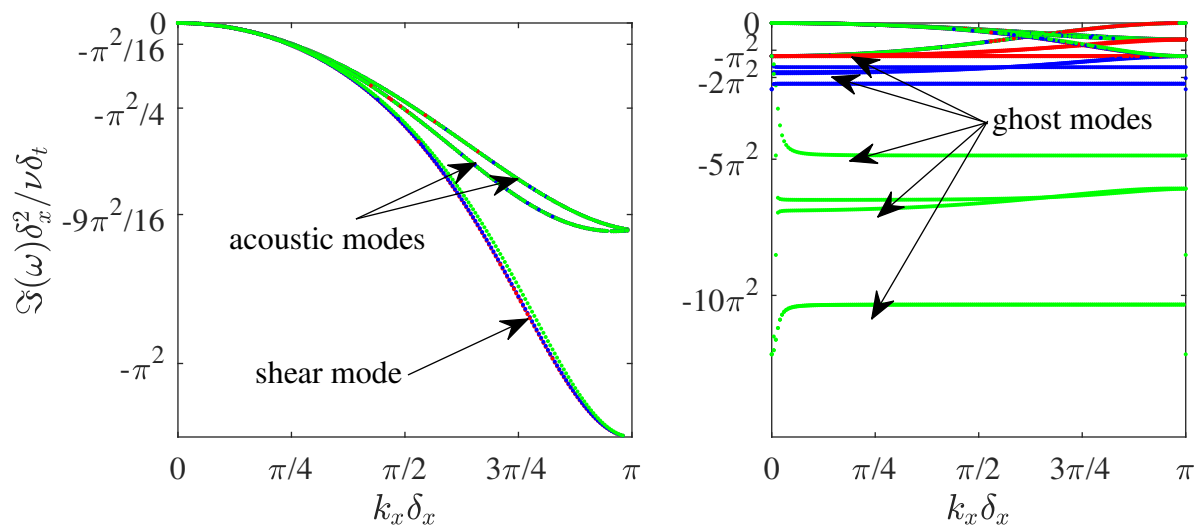 0
-π²/16
-π²/4
-9π²/16
-π²
ℑ(ω)δₓ²/νδₜ
acoustic modes
shear mode
0 π/4 π/2 3π/4 π
kₓδₓ
0
-π²
-2π²
-5π²
-10π²
ghost modes
0 π/4 π/2 3π/4 π
kₓδₓ